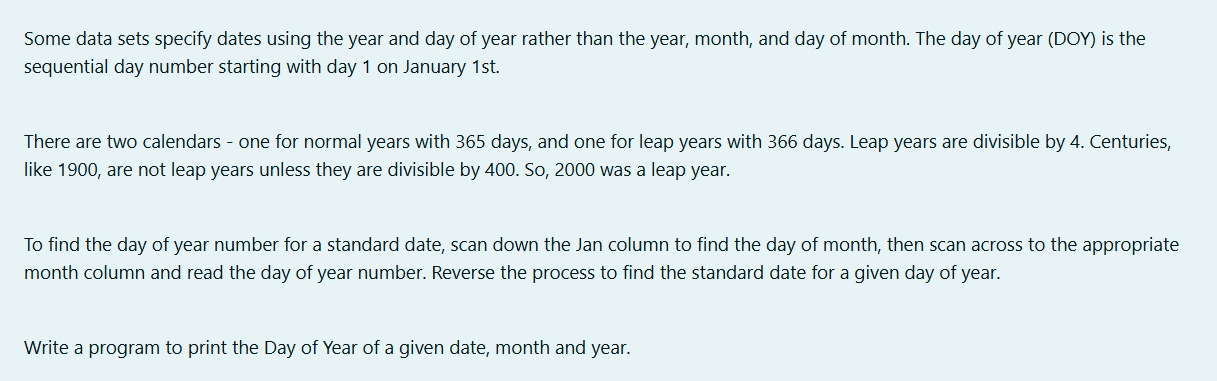 Some data sets specify dates using the year and day of year rather than the year, month, and day of month. The day of year (DOY) is the
sequential day number starting with day 1 on January 1st.
There are two calendars - one for normal years with 365 days, and one for leap years with 366 days. Leap years are divisible by 4. Centuries,
like 1900, are not leap years unless they are divisible by 400. So, 2000 was a leap year.
To find the day of year number for a standard date, scan down the Jan column to find the day of month, then scan across to the appropriate
month column and read the day of year number. Reverse the process to find the standard date for a given day of year.
Write a program to print the Day of Year of a given date, month and year.